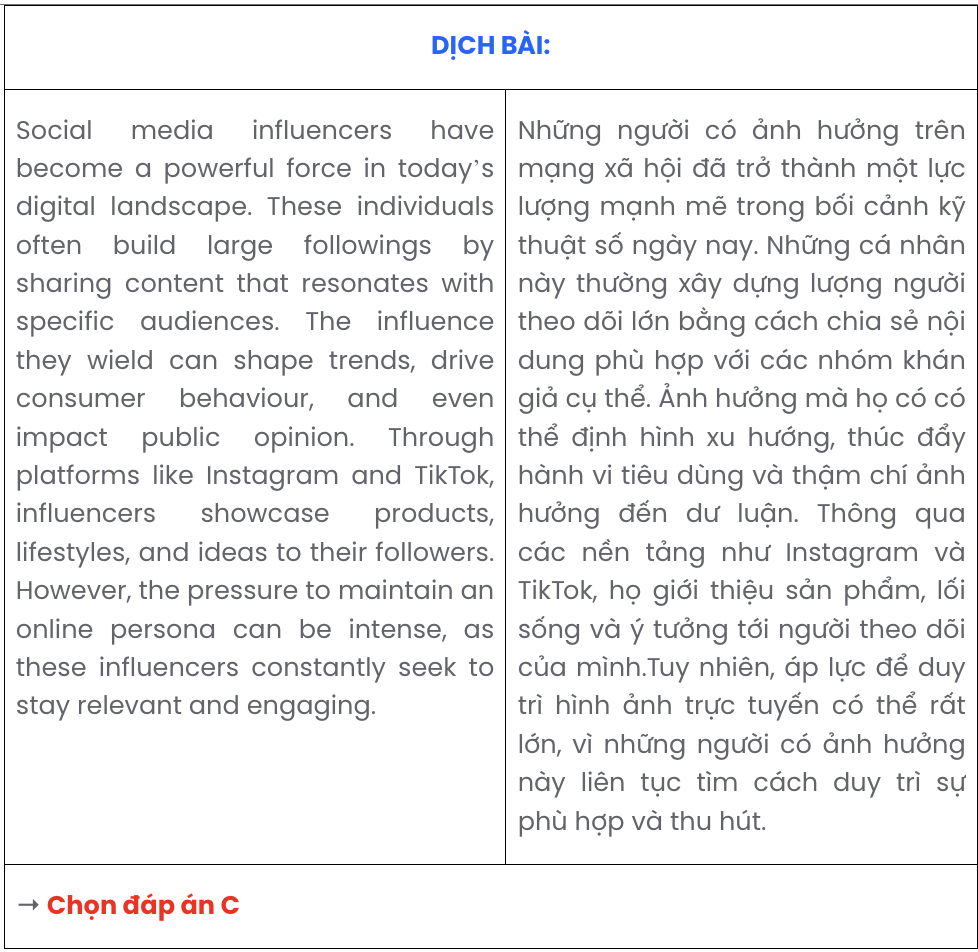 DỊCH BÀI:
Social media influencers have
become a powerful force in today’s
digital landscape. These individuals
often build large followings by
sharing content that resonates with
specific audiences. The influence
they wield can shape trends, drive
consumer behaviour, and even
impact public opinion. Through
platforms like Instagram and TikTok,
influencers showcase products,
lifestyles, and ideas to their followers.
However, the pressure to maintain an
online persona can be intense, as
these influencers constantly seek to
stay relevant and engaging.
Những người có ảnh hưởng trên
mạng xã hội đã trở thành một lực
lượng mạnh mẽ trong bối cảnh kỹ
thuật số ngày nay. Những cá nhân
này thường xây dựng lượng người
theo dõi lớn bằng cách chia sẻ nội
dung phù hợp với các nhóm khán
giả cụ thể. Ảnh hưởng mà họ có có
thể định hình xu hướng, thúc đẩy
hành vi tiêu dùng và thậm chí ảnh
hưởng đến dư luận. Thông qua
các nền tảng như Instagram và
TikTok, họ giới thiệu sản phẩm, lối
sống và ý tưởng tới người theo dõi
của mình.Tuy nhiên, áp lực để duy
trì hình ảnh trực tuyến có thể rất
lớn, vì những người có ảnh hưởng
này liên tục tìm cách duy trì sự
phù hợp và thu hút.
→ Chọn đáp án C